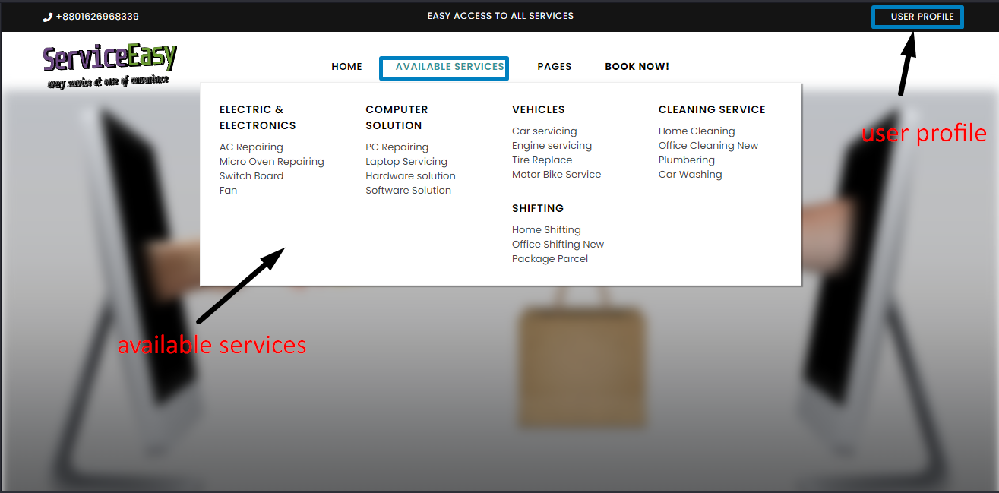 +8801626968339
EASY ACCESS TO ALL SERVICES
USER PROFILE
ServiceEasy
every service at ease of convenience
HOME
AVAILABLE SERVICES
PAGES
BOOK NOW!
ELECTRIC &
ELECTRONICS
AC Repairing
Micro Oven Repairing
Switch Board
Fan
COMPUTER
SOLUTION
PC Repairing
Laptop Servicing
Hardware solution
Software Solution
VEHICLES
Car servicing
Engine servicing
Tire Replace
Motor Bike Service
SHIFTING
Home Shifting
Office Shifting New
Package Parcel
CLEANING SERVICE
Home Cleaning
Office Cleaning New
Plumbering
Car Washing
user profile
available services